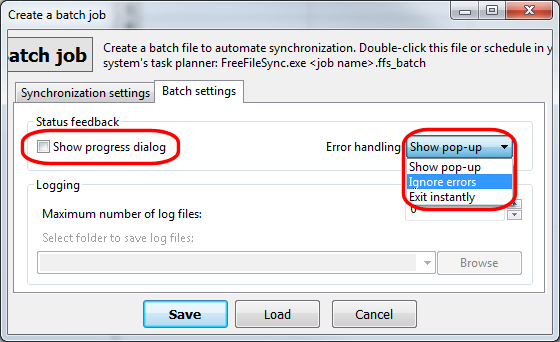 Create a batch job
atch job
Create a batch file to automate synchronization. Double-click this file or schedule in y
system's task planner: FreeFileSync.exe <job name>.ffs_batch
Synchronization settings
Batch settings
Status feedback
Show progress dialog
Error handling
Show pop-up
Show pop-up
Ignore errors
Exit instantly
Logging
Maximum number of log files:
0
Select folder to save log files:
Browse
Save
Load
Cancel